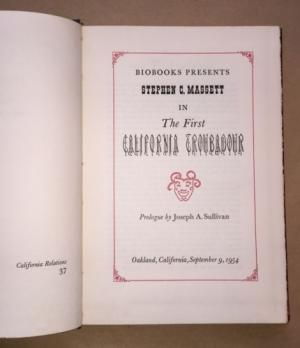 California Relations
37
BIOBOOKS PRESENTS
STEPHEN C. MASSETT
IN
The First
CALIFORNIA TROUBADOUR
Prologue by Joseph A. Sullivan
Oakland, California, September 9, 1954